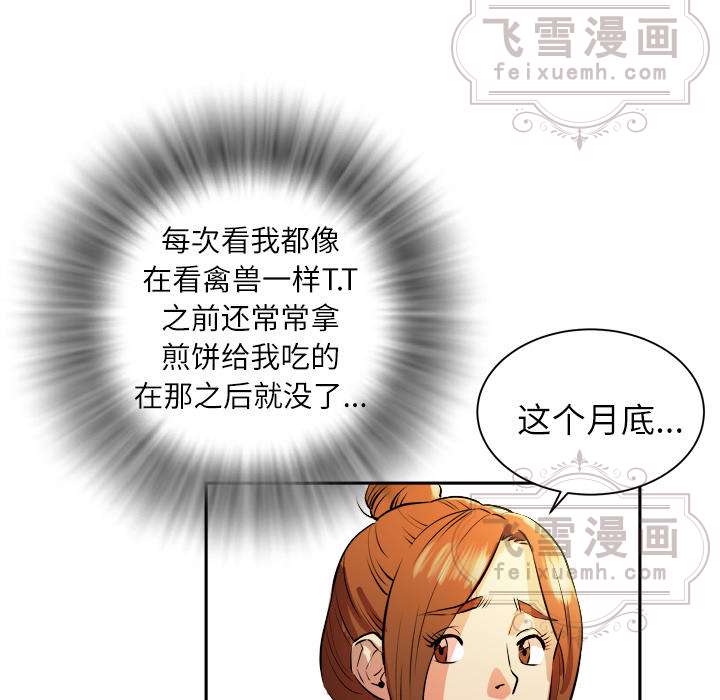 飞雪漫画
feixuemh.com
每次看我都像
在看禽兽一样T.T
之前还常常拿
煎饼给我吃的
在那之后就没了...
这个月底...
飞雪漫画
feixuemh.com